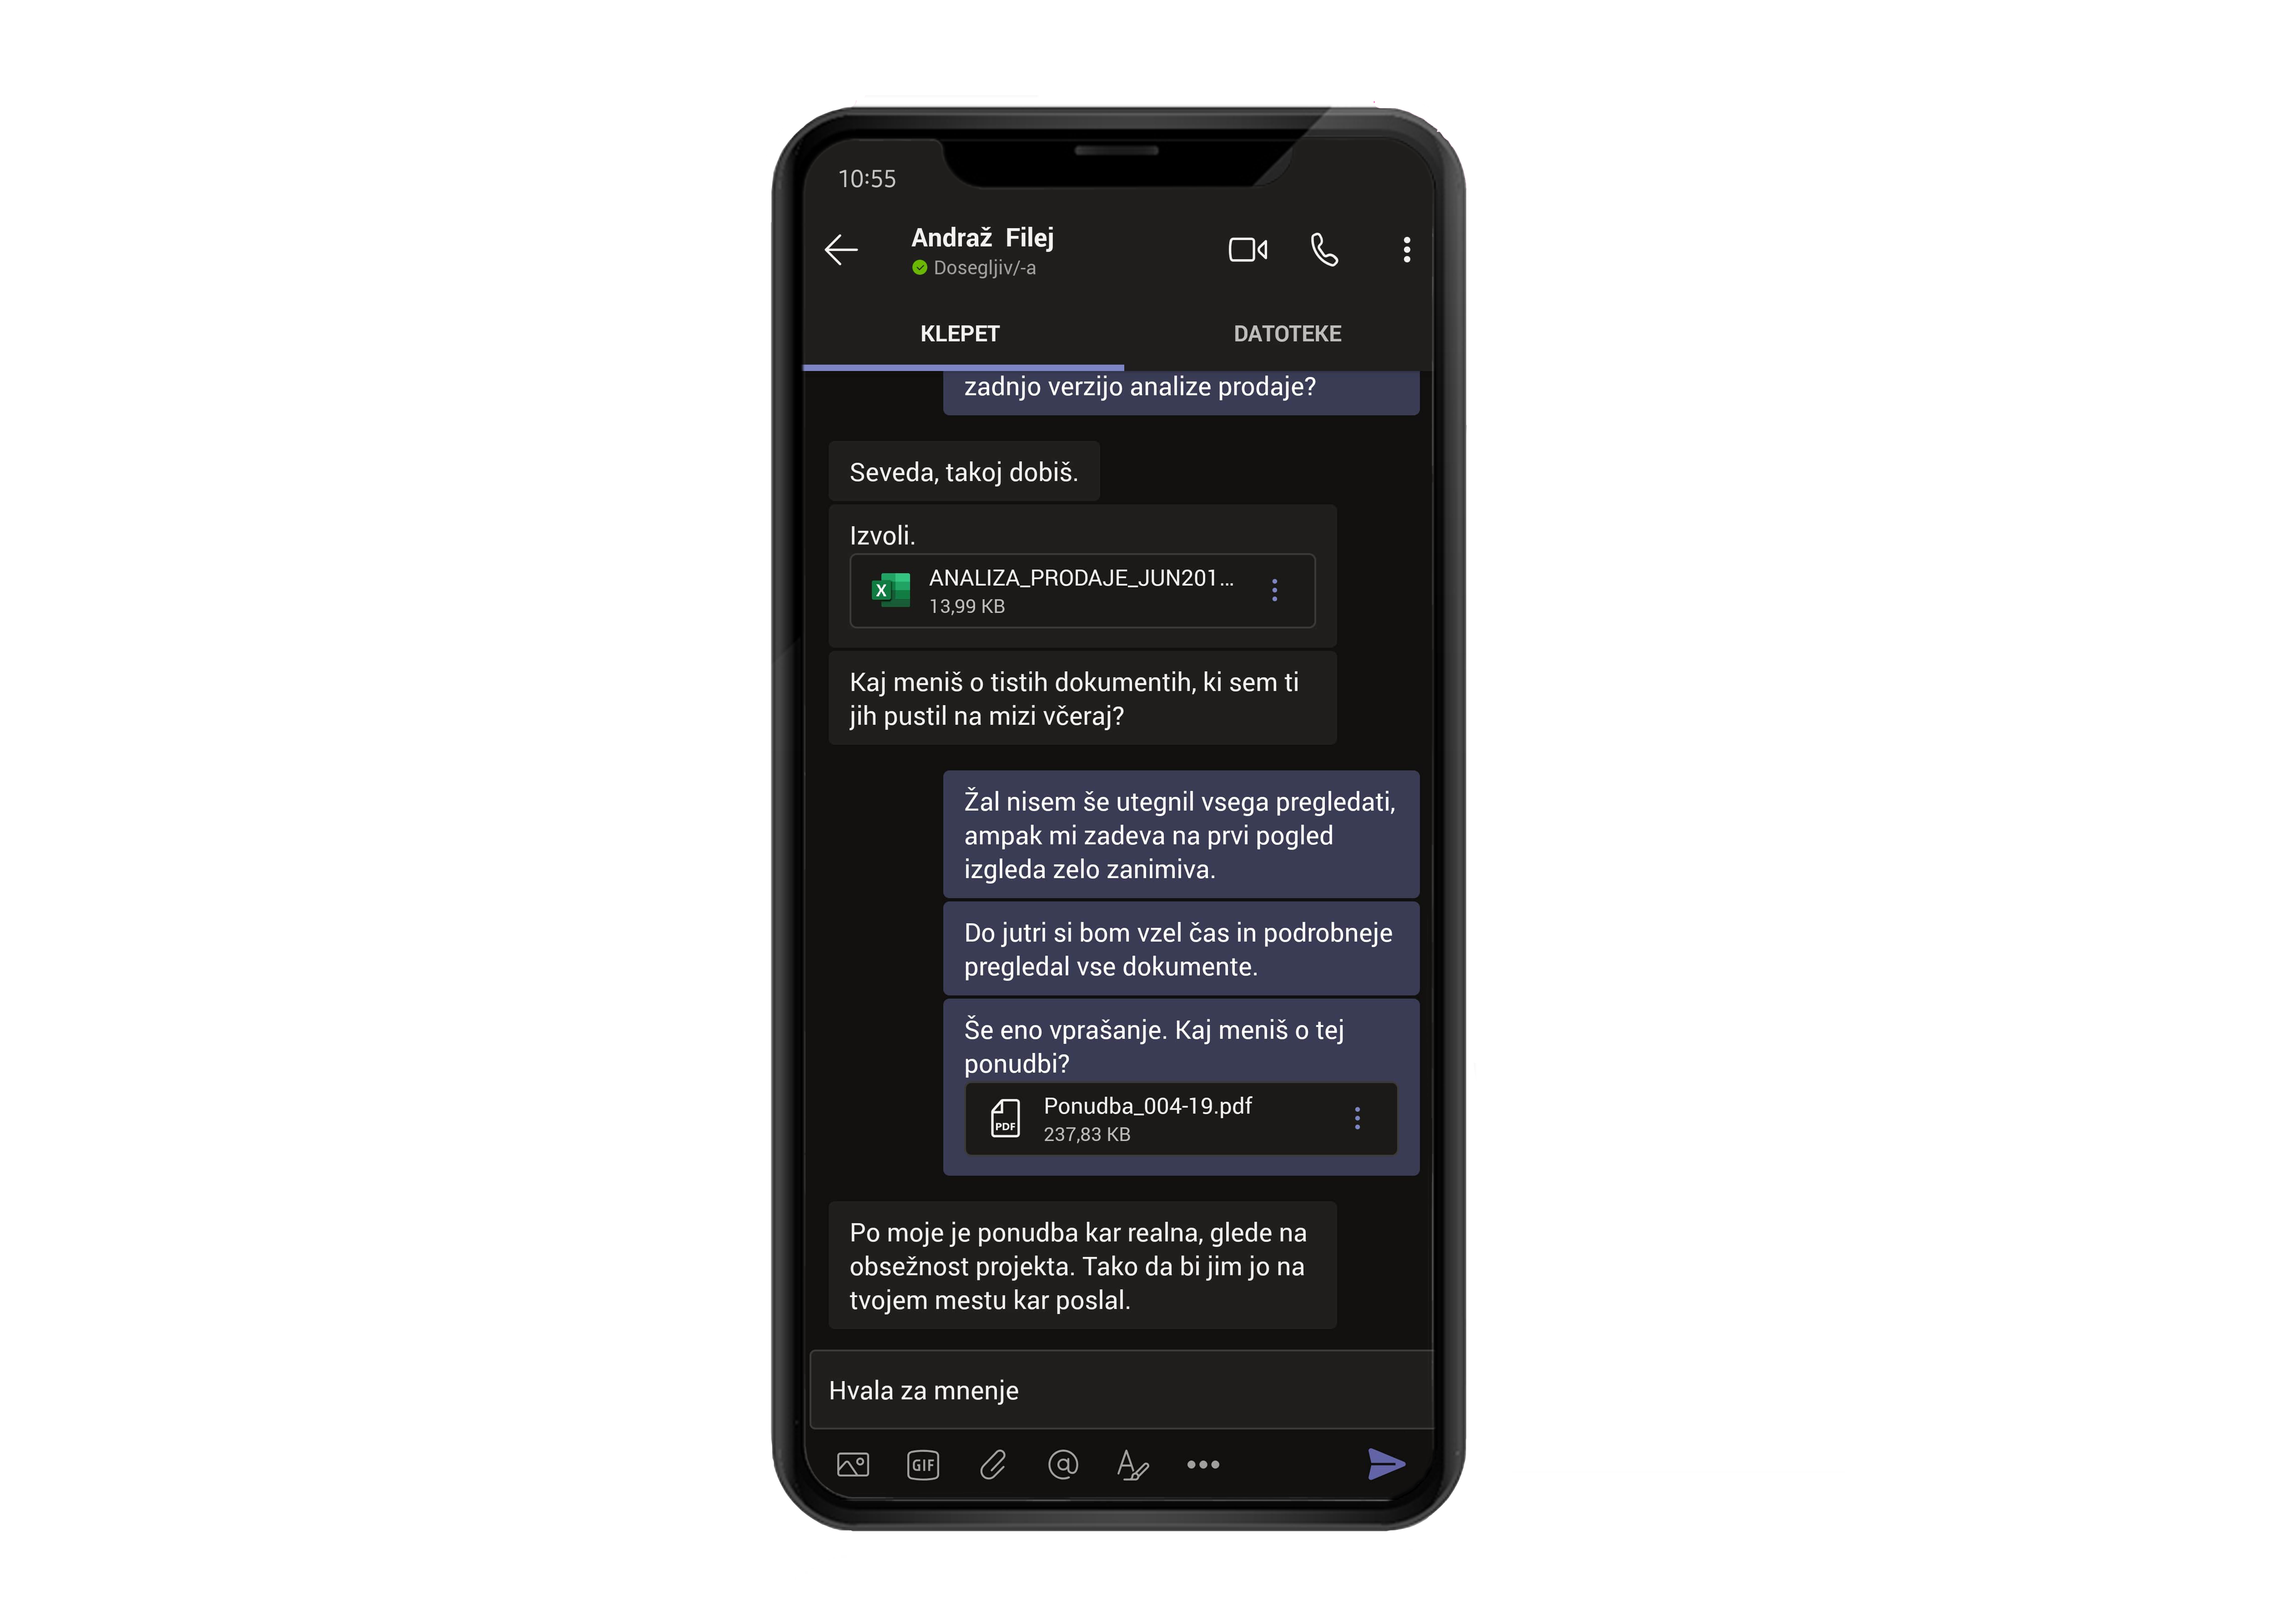 10:55
Andraž Filej
Dosegljiv/-a
KLEPET
DATOTEKE
zadnjo verzijo analize prodaje?
Seveda, takoj dobiš.
Izvoli.
X
ANALIZA_PRODAJE_JUN201...
13,99 KB
Kaj meniš o tistih dokumentih, ki sem ti
jih pustil na mizi včeraj?
Žal nisem še utegnil vsega pregledati,
ampak mi zadeva na prvi pogled
izgleda zelo zanimiva.
Do jutri si bom vzel čas in podrobneje
pregledal vse dokumente.
Še eno vprašanje. Kaj meniš o tej
ponudbi?
PDF
Ponudba_004-19.pdf
237,83 KB
Po moje je ponudba kar realna, glede na
obsežnost projekta. Tako da bi jim jo na
tvojem mestu kar poslal.
Hvala za mnenje
GIF